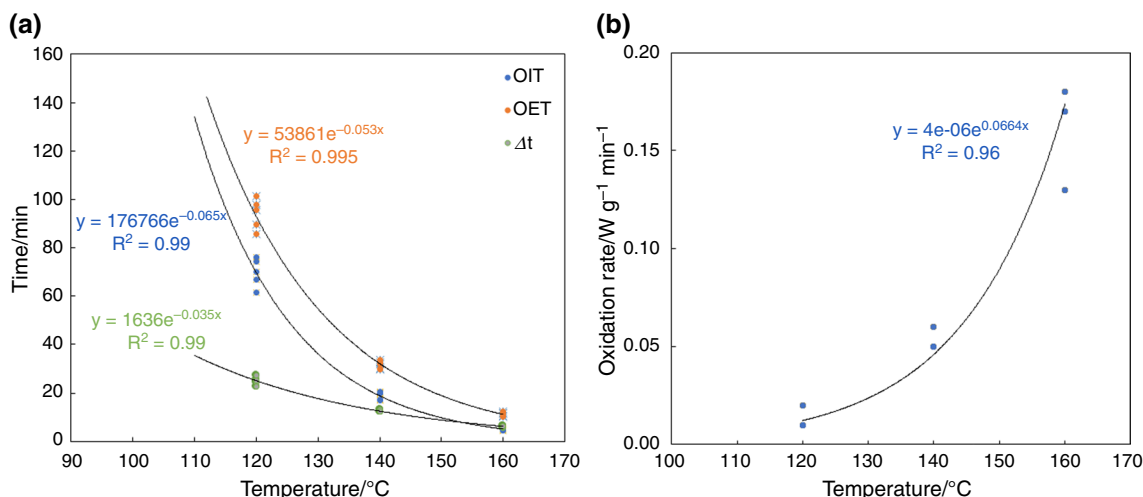 (a)
160
140
120
100
80
60
40
20
0
Time/min
90
100
110
120
130
140
150
160
170
Temperature/°C
OIT
OET
Δt
y = 53861e^−0.053x
R² = 0.995
y = 176766e^−0.065x
R² = 0.99
y = 1636e^−0.035x
R² = 0.99
(b)
0.20
0.15
0.10
0.05
0.00
Oxidation rate/W g⁻¹ min⁻¹
100
110
120
130
140
150
160
170
Temperature/°C
y = 4e-06e^0.0664x
R² = 0.96